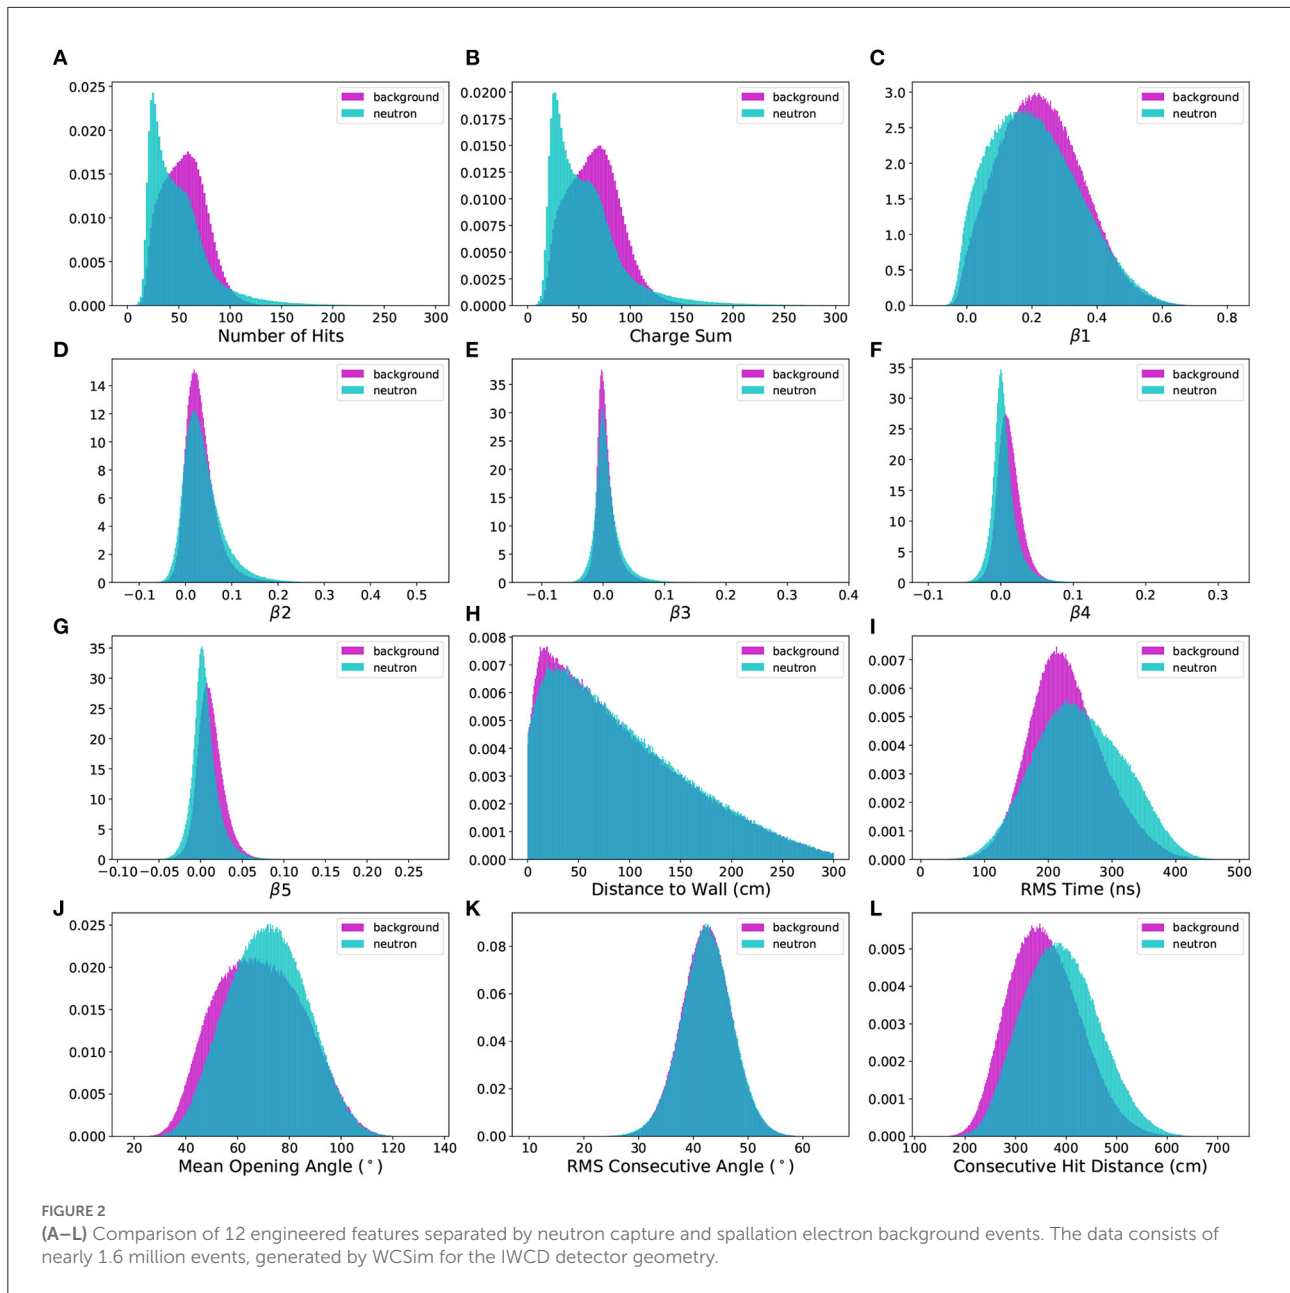 A
0.025
0.020
0.015
0.010
0.005
0.000
background
neutron
0 50 100 150 200 250 300
Number of Hits
B
0.0200
0.0175
0.0150
0.0125
0.0100
0.0075
0.0050
0.0025
0.0000
background
neutron
0 50 100 150 200 250 300
Charge Sum
C
3.0
2.5
2.0
1.5
1.0
0.5
0.0
background
neutron
0.0 0.2 0.4 0.6 0.8
β1
D
14
12
10
8
6
4
2
0
background
neutron
−0.1 0.0 0.1 0.2 0.3 0.4 0.5
β2
E
35
30
25
20
15
10
5
0
background
neutron
−0.1 0.0 0.1 0.2 0.3 0.4
β3
F
35
30
25
20
15
10
5
0
background
neutron
−0.1 0.0 0.1 0.2 0.3
β4
G
35
30
25
20
15
10
5
0
background
neutron
−0.10 −0.05 0.00 0.05 0.10 0.15 0.20 0.25
β5
H
0.008
0.007
0.006
0.005
0.004
0.003
0.002
0.001
0.000
background
neutron
0 50 100 150 200 250 300
Distance to Wall (cm)
I
0.007
0.006
0.005
0.004
0.003
0.002
0.001
0.000
background
neutron
0 100 200 300 400 500
RMS Time (ns)
J
0.025
0.020
0.015
0.010
0.005
0.000
background
neutron
20 40 60 80 100 120 140
Mean Opening Angle (°)
K
0.08
0.06
0.04
0.02
0.00
background
neutron
10 20 30 40 50 60
RMS Consecutive Angle (°)
L
0.005
0.004
0.003
0.002
0.001
0.000
background
neutron
100 200 300 400 500 600 700
Consecutive Hit Distance (cm)
FIGURE 2
(A–L) Comparison of 12 engineered features separated by neutron capture and spallation electron background events. The data consists of
nearly 1.6 million events, generated by WCSim for the IWCD detector geometry.